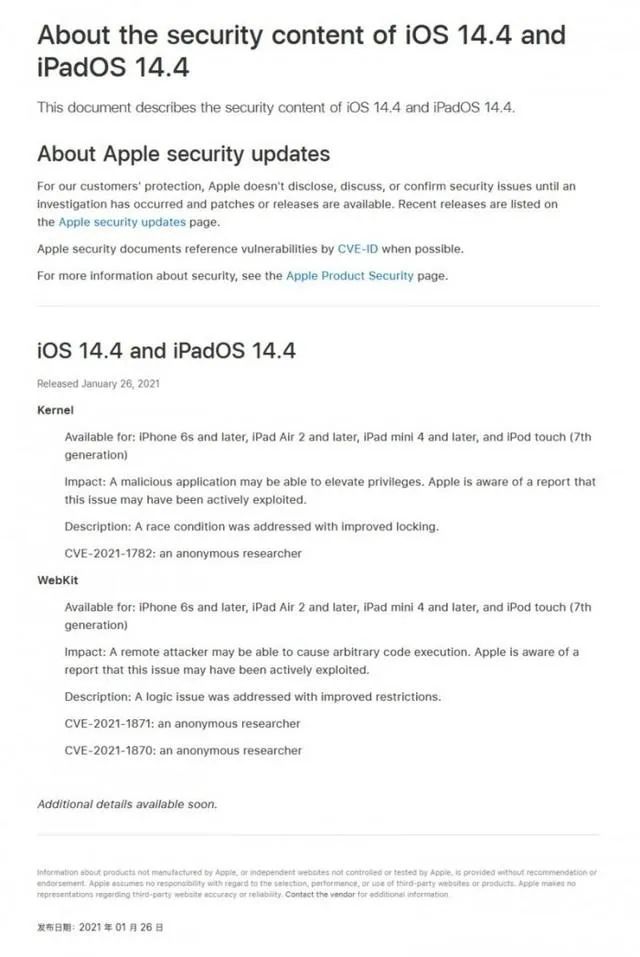 About the security content of iOS 14.4 and
iPadOS 14.4
This document describes the security content of iOS 14.4 and iPadOS 14.4.
About Apple security updates
For our customers' protection, Apple doesn't disclose, discuss, or confirm security issues until an
investigation has occurred and patches or releases are available. Recent releases are listed on
the Apple security updates page.
Apple security documents reference vulnerabilities by CVE-ID when possible.
For more information about security, see the Apple Product Security page.
iOS 14.4 and iPadOS 14.4
Released January 26, 2021
Kernel
Available for: iPhone 6s and later, iPad Air 2 and later, iPad mini 4 and later, and iPod touch (7th
generation)
Impact: A malicious application may be able to elevate privileges. Apple is aware of a report that
this issue may have been actively exploited.
Description: A race condition was addressed with improved locking.
CVE-2021-1782: an anonymous researcher
WebKit
Available for: iPhone 6s and later, iPad Air 2 and later, iPad mini 4 and later, and iPod touch (7th
generation)
Impact: A remote attacker may be able to cause arbitrary code execution. Apple is aware of a
report that this issue may have been actively exploited.
Description: A logic issue was addressed with improved restrictions.
CVE-2021-1871: an anonymous researcher
CVE-2021-1870: an anonymous researcher
Additional details available soon.
Information about products not manufactured by Apple, or independent websites not controlled or tested by Apple, is provided without recommendation or
endorsement. Apple assumes no responsibility with regard to the selection, performance, or use of third-party websites or products. Apple makes no
representations regarding third-party website accuracy or reliability. Contact the vendor for additional information.
发布日期: 2021 年 01 月 26 日